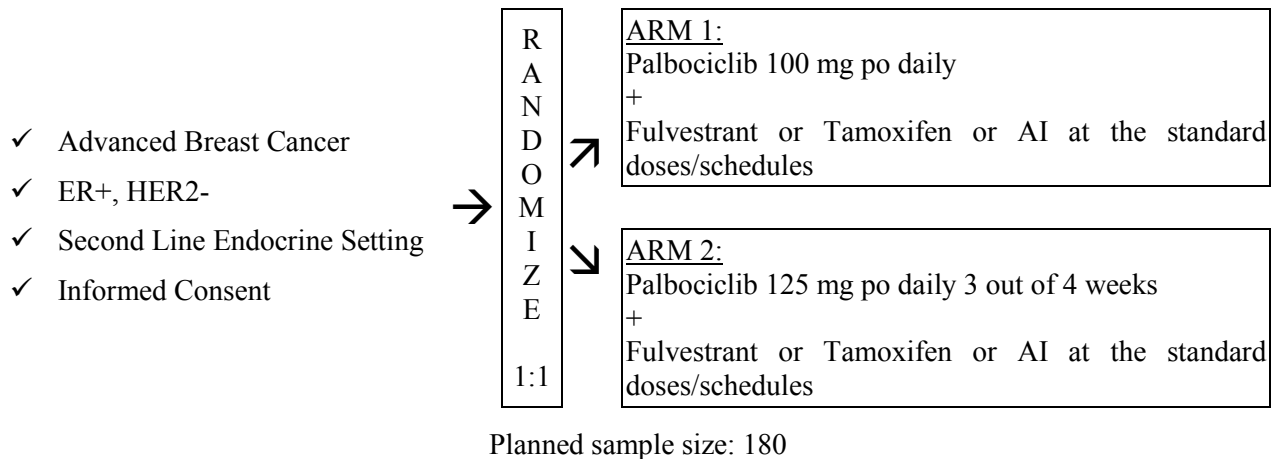 ✓ Advanced Breast Cancer
✓ ER+, HER2-
✓ Second Line Endocrine Setting
✓ Informed Consent
R
A
N
D
O
M
I
Z
E
1:1
ARM 1:
Palbociclib 100 mg po daily
+
Fulvestrant or Tamoxifen or AI at the standard
doses/schedules
ARM 2:
Palbociclib 125 mg po daily 3 out of 4 weeks
+
Fulvestrant or Tamoxifen or AI at the standard
doses/schedules
Planned sample size: 180